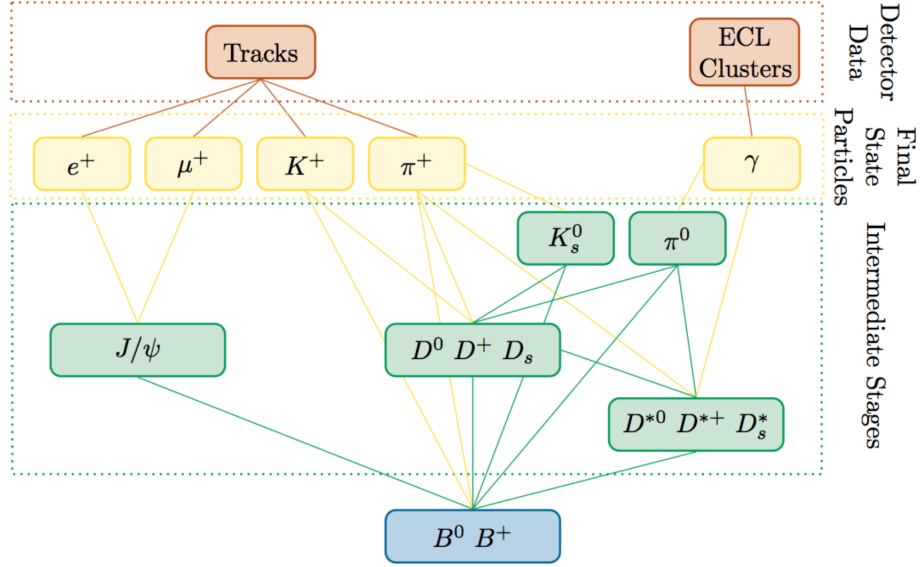 Tracks
ECL
Clusters
Detector
Data
e⁺
μ⁺
K⁺
π⁺
γ
Final
State
Particles
K⁰ₛ
π⁰
J/ψ
D⁰ D⁺ Dₛ
D*⁰ D*⁺ D*ₛ
Intermediate Stages
B⁰ B⁺